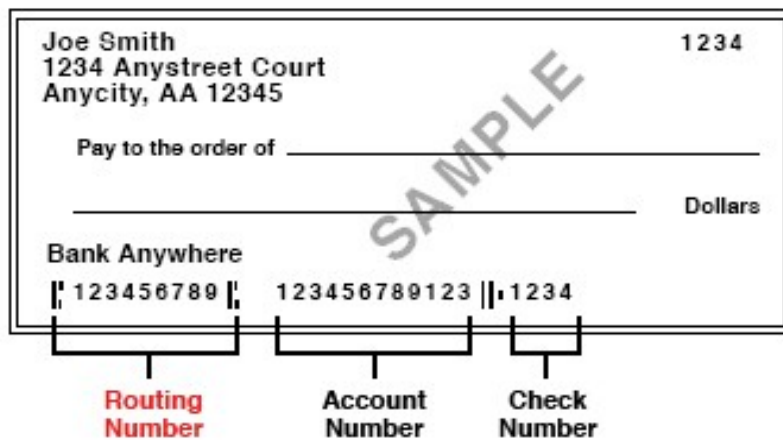 Joe Smith 1234
1234 Anystreet Court
Anycity, AA 12345
SAMPLE
Pay to the order of
Dollars
Bank Anywhere
123456789 123456789123 1234
Routing Number
Account Number
Check Number